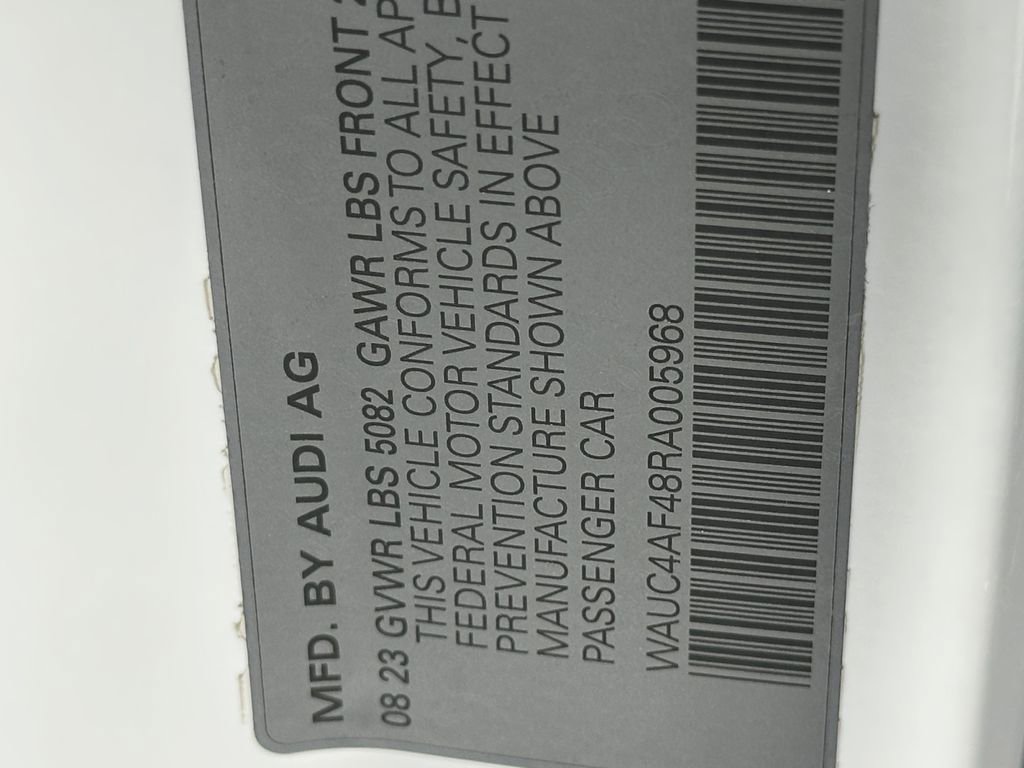 MFD. BY AUDI AG
08 23 GVWR LBS 5082 GAWR LBS FRONT
THIS VEHICLE CONFORMS TO ALL
FEDERAL MOTOR VEHICLE SAFETY,
PREVENTION STANDARDS IN EFFECT
MANUFACTURE SHOWN ABOVE
PASSENGER CAR
WAUC4AF48RA005968